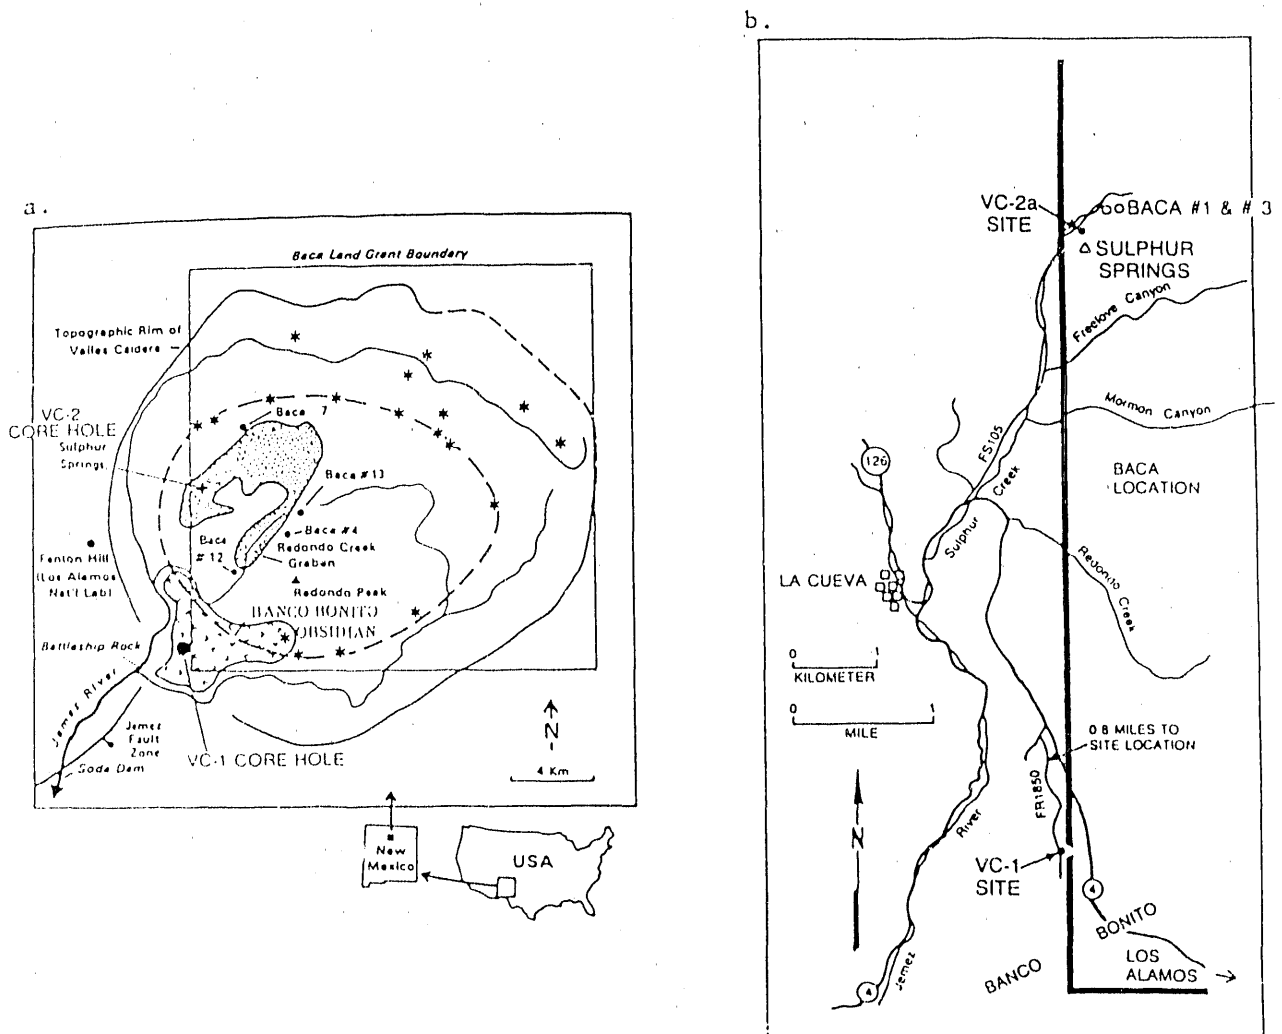 a.
Baca Land Grant Boundary
Topographic Rim of
Valles Caldera
VC-2
CORE HOLE
Sulphur
Springs
Baca 7
Baca #13
Baca #4
Baca
#12
Redondo Creek
Graben
Redondo Peak
Fenton Hill
(Los Alamos
Nat'l Lab)
BANCO BONITO
OBSIDIAN
Battleship Rock
Jemez River
Jemez
Fault
Zone
Soda Dam
VC-1 CORE HOLE
N
4 Km
New
Mexico
USA
b.
VC-2a
SITE
BACA #1 & #3
SULPHUR
SPRINGS
Freelove Canyon
Mormon Canyon
FS105
126
Sulphur
Creek
BACA
LOCATION
Redondo
Creek
LA CUEVA
0 1
KILOMETER
0 1
MILE
0.8 MILES TO
SITE LOCATION
FR1850
N
River
VC-1
SITE
4
BONITO
LOS
ALAMOS
BANCO
Jemez
4